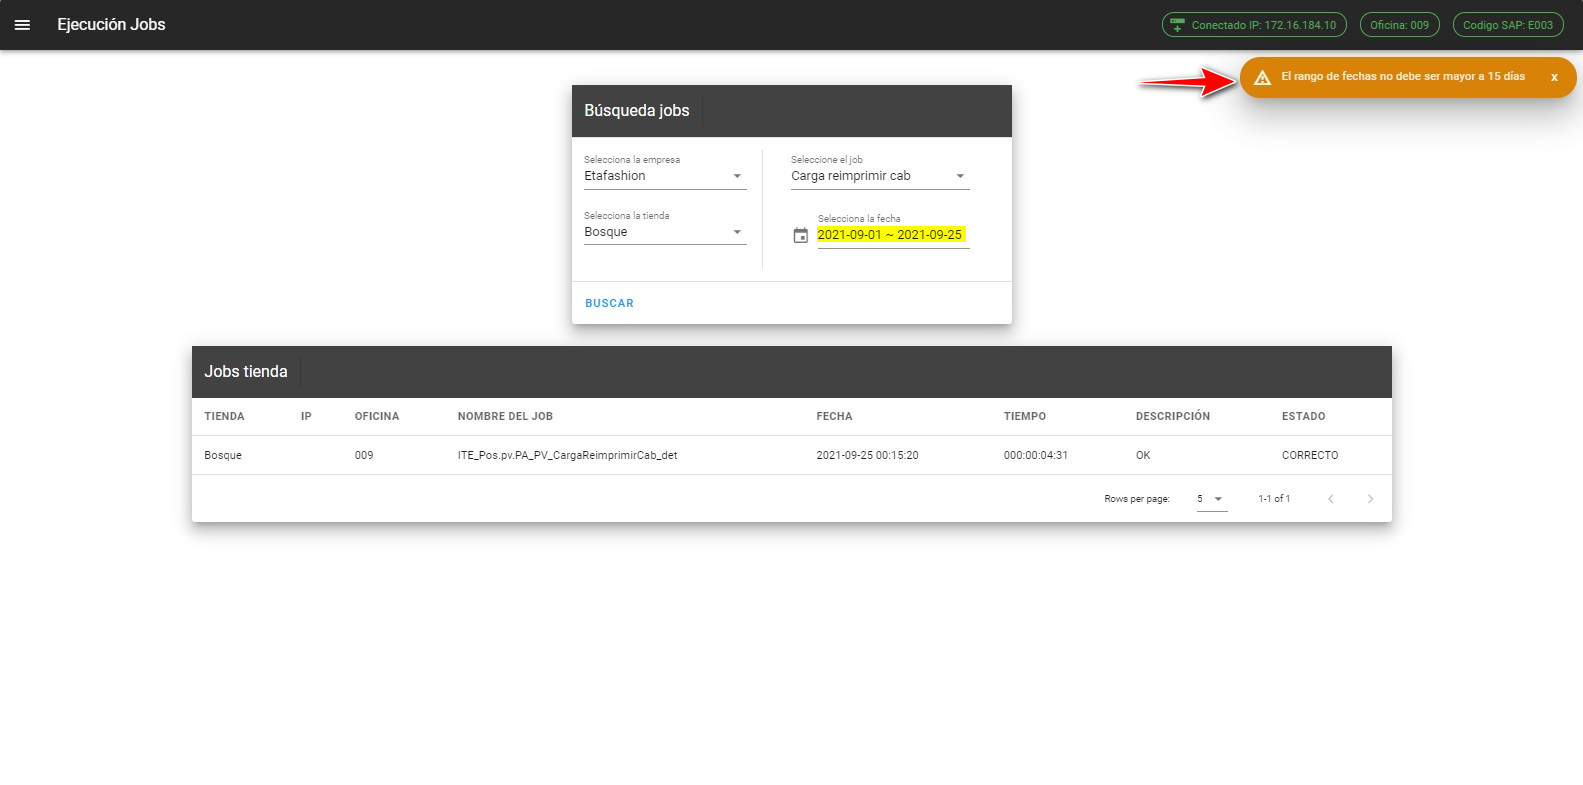 Ejecución Jobs
Conectado IP: 172.16.184.10
Oficina: 009
Codigo SAP: E003
El rango de fechas no debe ser mayor a 15 días
x
Búsqueda jobs
Selecciona la empresa
Etafashion
Seleccione el job
Carga reimprimir cab
Selecciona la tienda
Bosque
Selecciona la fecha
2021-09-01 ~ 2021-09-25
BUSCAR
Jobs tienda
TIENDA IP OFICINA NOMBRE DEL JOB FECHA TIEMPO DESCRIPCIÓN ESTADO
Bosque 009 ITE_Pos.pv.PA_PV_CargaReimprimirCab_det 2021-09-25 00:15:20 000:00:04:31 OK CORRECTO
Rows per page: 5 1-1 of 1